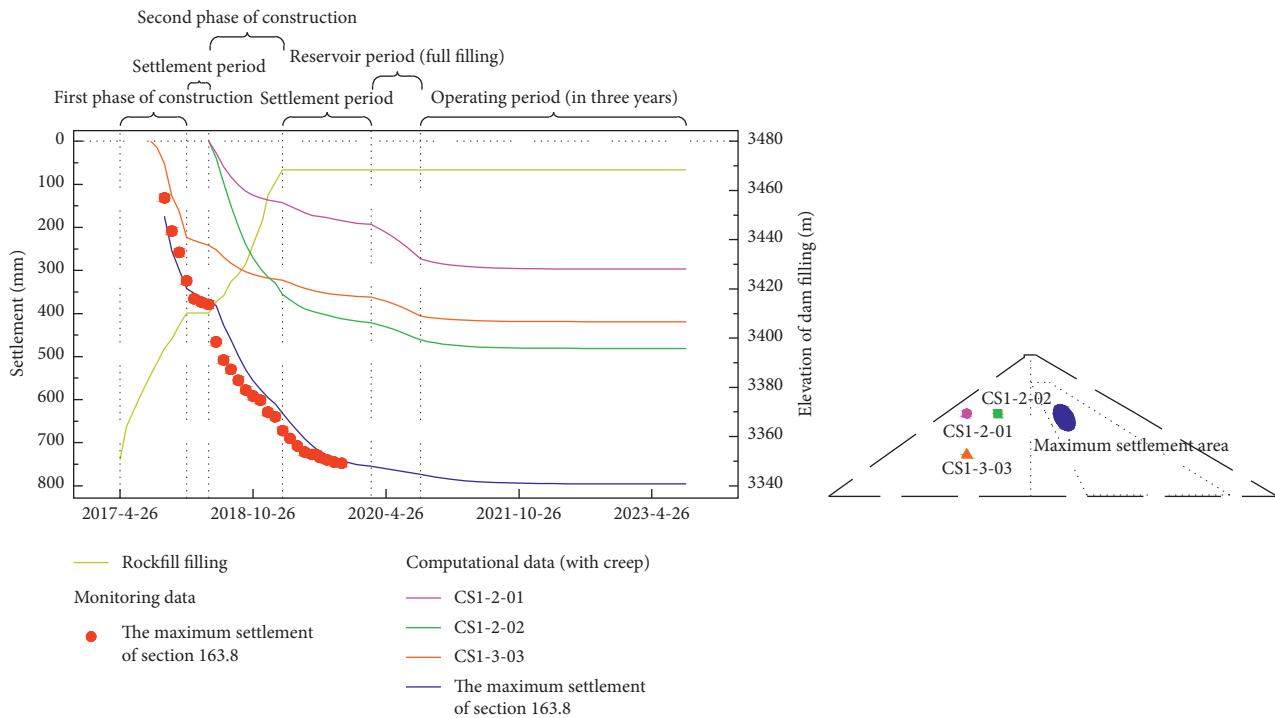 Second phase of construction
Reservoir period (full filling)
Settlement period
First phase of construction
Settlement period
Operating period (in three years)
0
100
200
300
400
500
600
700
800
Settlement (mm)
3480
3460
3440
3420
3400
3380
3360
3340
Elevation of dam filling (m)
2017-4-26
2018-10-26
2020-4-26
2021-10-26
2023-4-26
CS1-2-02
CS1-2-01
Maximum settlement area
CS1-3-03
Rockfill filling
Monitoring data
The maximum settlement
of section 163.8
Computational data (with creep)
CS1-2-01
CS1-2-02
CS1-3-03
The maximum settlement
of section 163.8